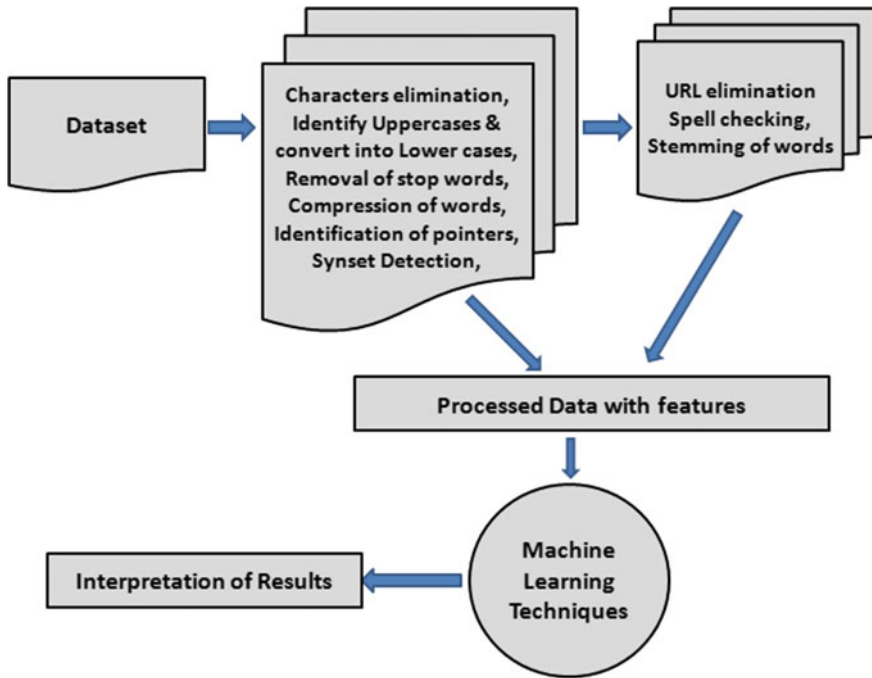 Dataset
Characters elimination,
Identify Uppercases &
convert into Lower cases,
Removal of stop words,
Compression of words,
Identification of pointers,
Synset Detection,
URL elimination
Spell checking,
Stemming of words
Processed Data with features
Machine
Learning
Techniques
Interpretation of Results